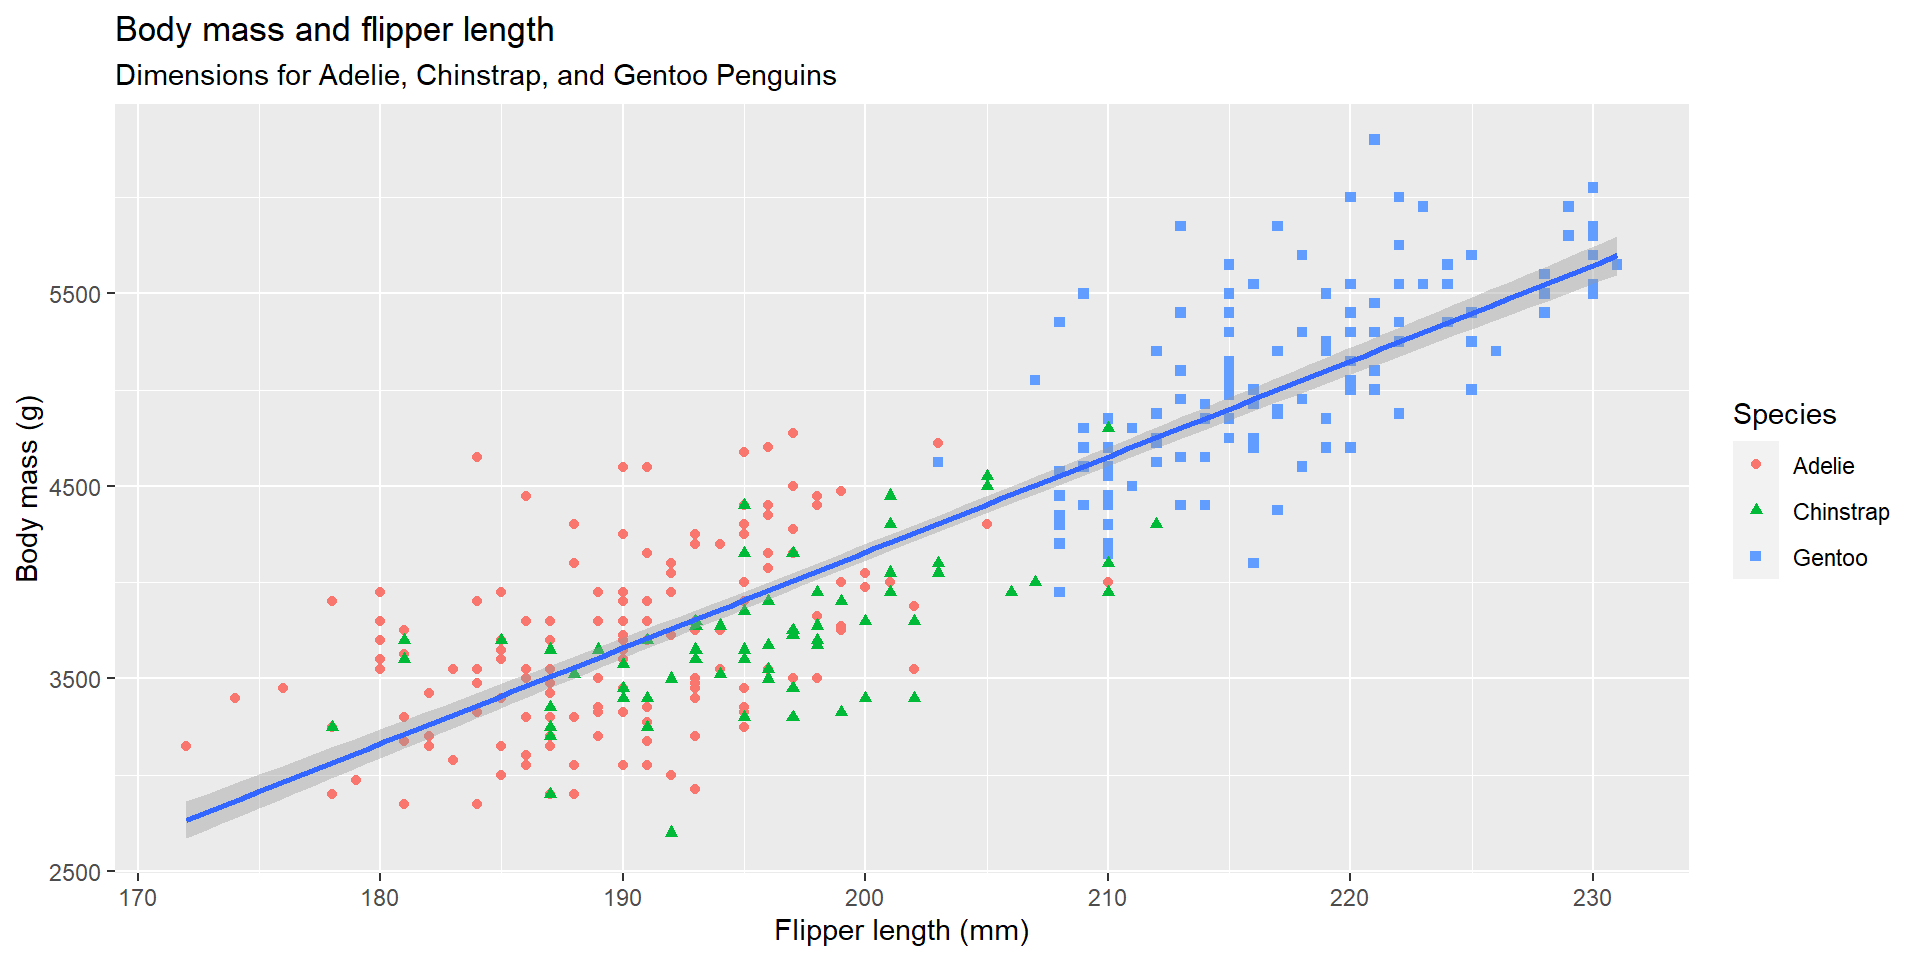 Body mass and flipper length
Dimensions for Adelie, Chinstrap, and Gentoo Penguins
Body mass (g)
5500
4500
3500
2500
170 180 190 200 210 220 230
Flipper length (mm)
Species
Adelie
Chinstrap
Gentoo